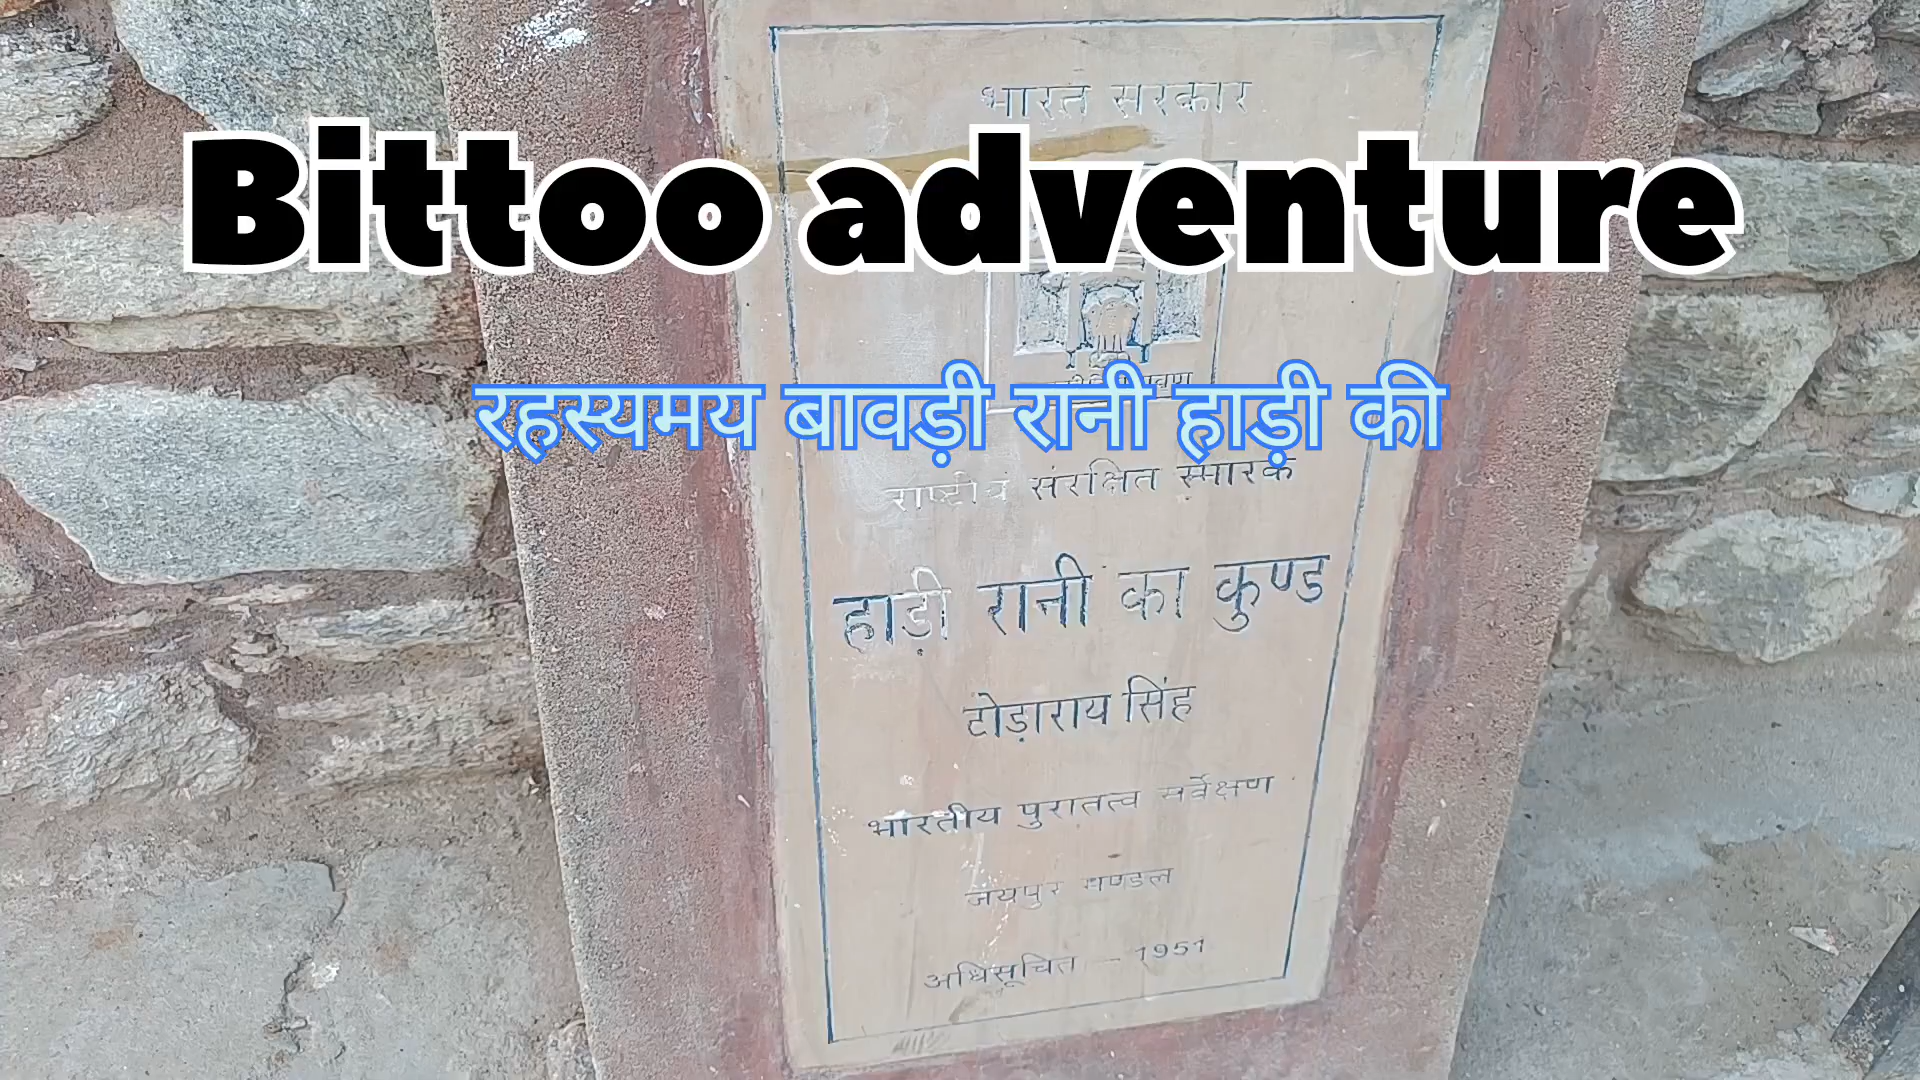 भारत सरकार
Bittoo adventure
रहस्यमय बावड़ी रानी हाड़ी की
राष्ट्रीय संरक्षित स्मारक
हाड़ी रानी का कुण्ड
टोड़ाराय सिंह
भारतीय पुरातत्व सर्वेक्षण
जयपुर मण्डल
अधिसूचित – 1951